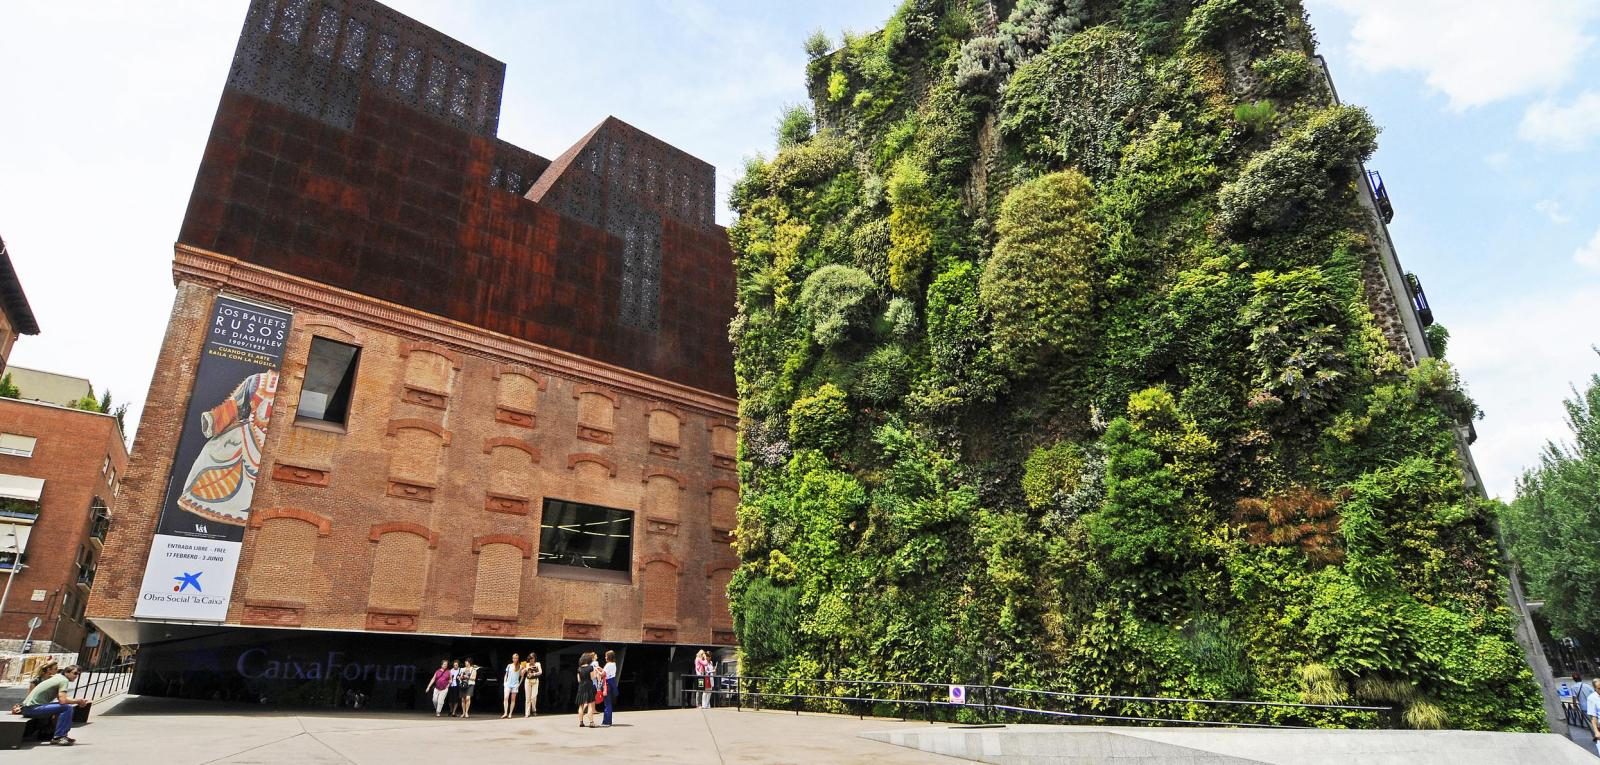 LOS BALLETS
RUSOS
DE DIAGHILEV
1909/1929
CUANDO EL ARTE
BAILA CON LA MÚSICA
V&A
ENTRADA LIBRE - FREE
17 FEBRERO - 3 JUNIO
Obra Social "la Caixa"
CaixaForum